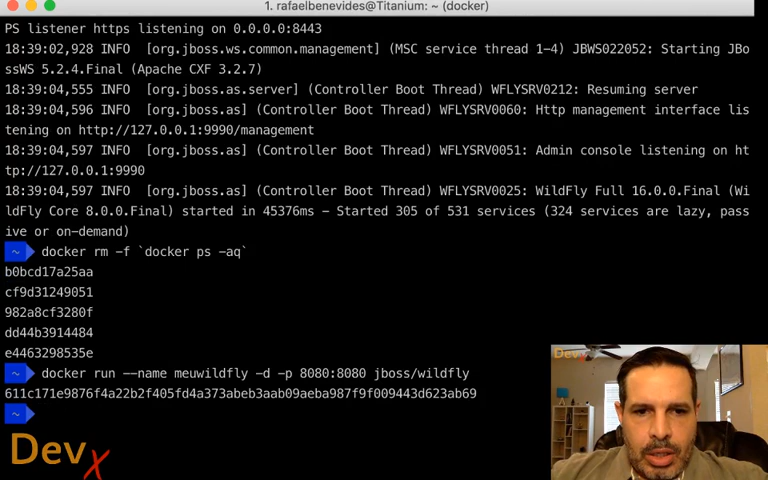 1. rafaelbenevides@Titanium: ~ (docker)
PS listener https listening on 0.0.0.0:8443
18:39:02,928 INFO  [org.jboss.ws.common.management] (MSC service thread 1-4) JBWS022052: Starting JBo
ssWS 5.2.4.Final (Apache CXF 3.2.7)
18:39:04,555 INFO  [org.jboss.as.server] (Controller Boot Thread) WFLYSRV0212: Resuming server
18:39:04,596 INFO  [org.jboss.as] (Controller Boot Thread) WFLYSRV0060: Http management interface lis
tening on http://127.0.0.1:9990/management
18:39:04,597 INFO  [org.jboss.as] (Controller Boot Thread) WFLYSRV0051: Admin console listening on ht
tp://127.0.0.1:9990
18:39:04,597 INFO  [org.jboss.as] (Controller Boot Thread) WFLYSRV0025: WildFly Full 16.0.0.Final (Wi
ldFly Core 8.0.0.Final) started in 45376ms - Started 305 of 531 services (324 services are lazy, pass
ive or on-demand)
~ docker rm -f `docker ps -aq`
b0bcd17a25aa
cf9d31249051
982a8cf3280f
dd44b3914484
e4463298535e
~ docker run --name meuwildfly -d -p 8080:8080 jboss/wildfly
611c171e9876f4a22b2f405fd4a373abeb3aab09aeba987f9f009443d623ab69
~
Devx
Devx